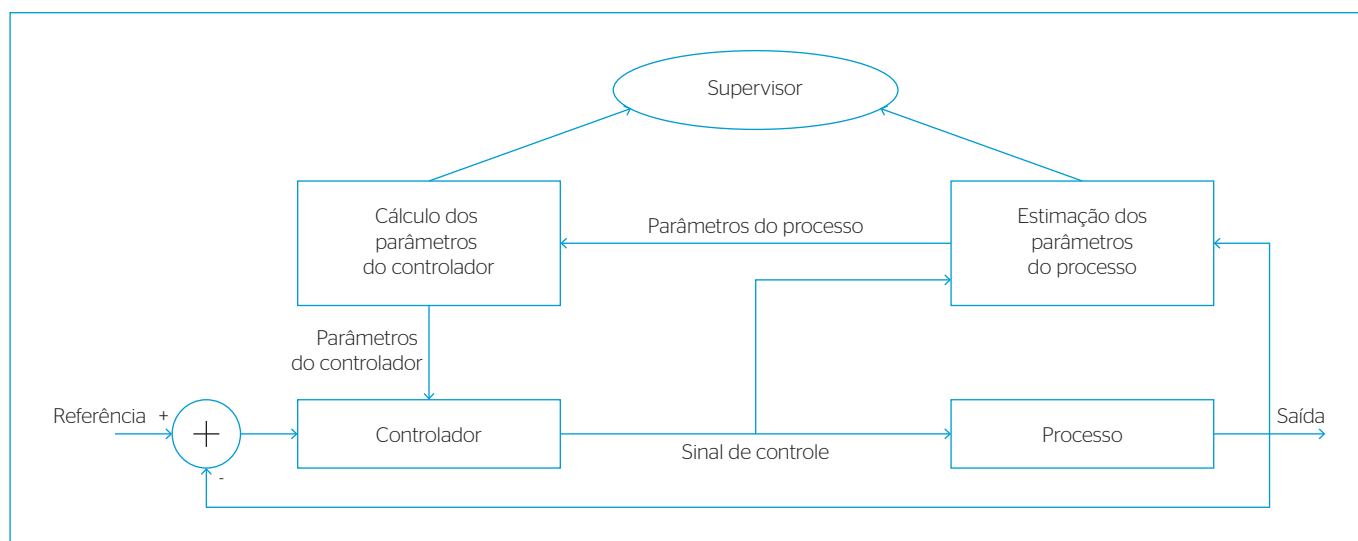 Supervisor
Cálculo dos
parâmetros
do controlador
Parâmetros do processo
Estimação dos
parâmetros
do processo
Parâmetros
do controlador
Referência
+
+
-
Controlador
Sinal de controle
Processo
Saída